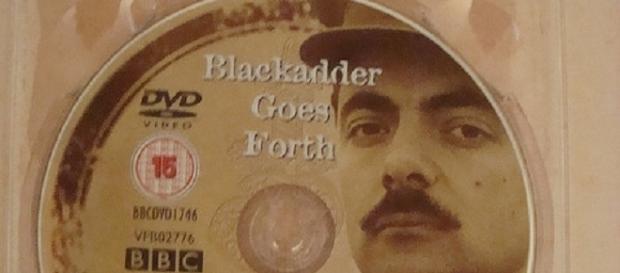 Blackadder
Goes
Forth
DVD
VIDEO
15
BBCDVD1746
VFB02776
BBC